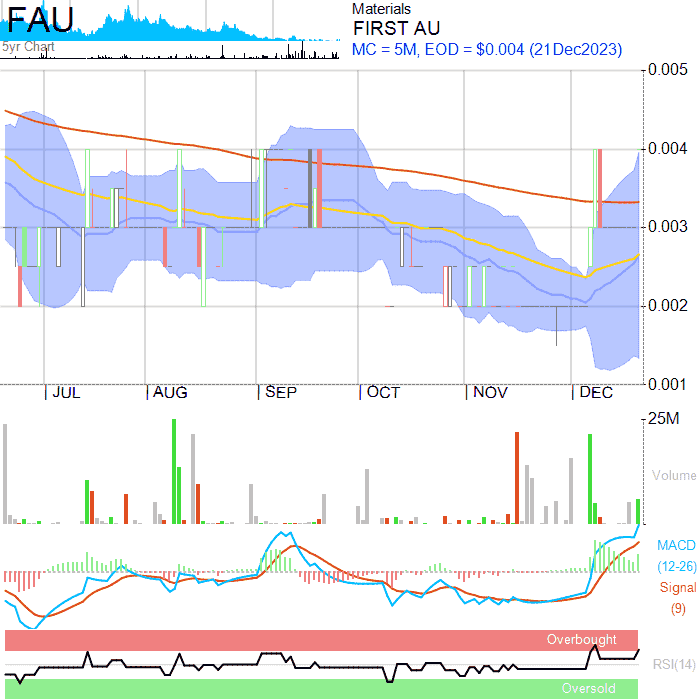 FAU
5yr Chart
Materials
FIRST AU
MC = 5M, EOD = $0.004 (21Dec2023)
0.005
0.004
0.003
0.002
0.001
JUL AUG SEP OCT NOV DEC
25M
Volume
MACD
(12-26)
Signal
(9)
Overbought
RSI(14)
Oversold